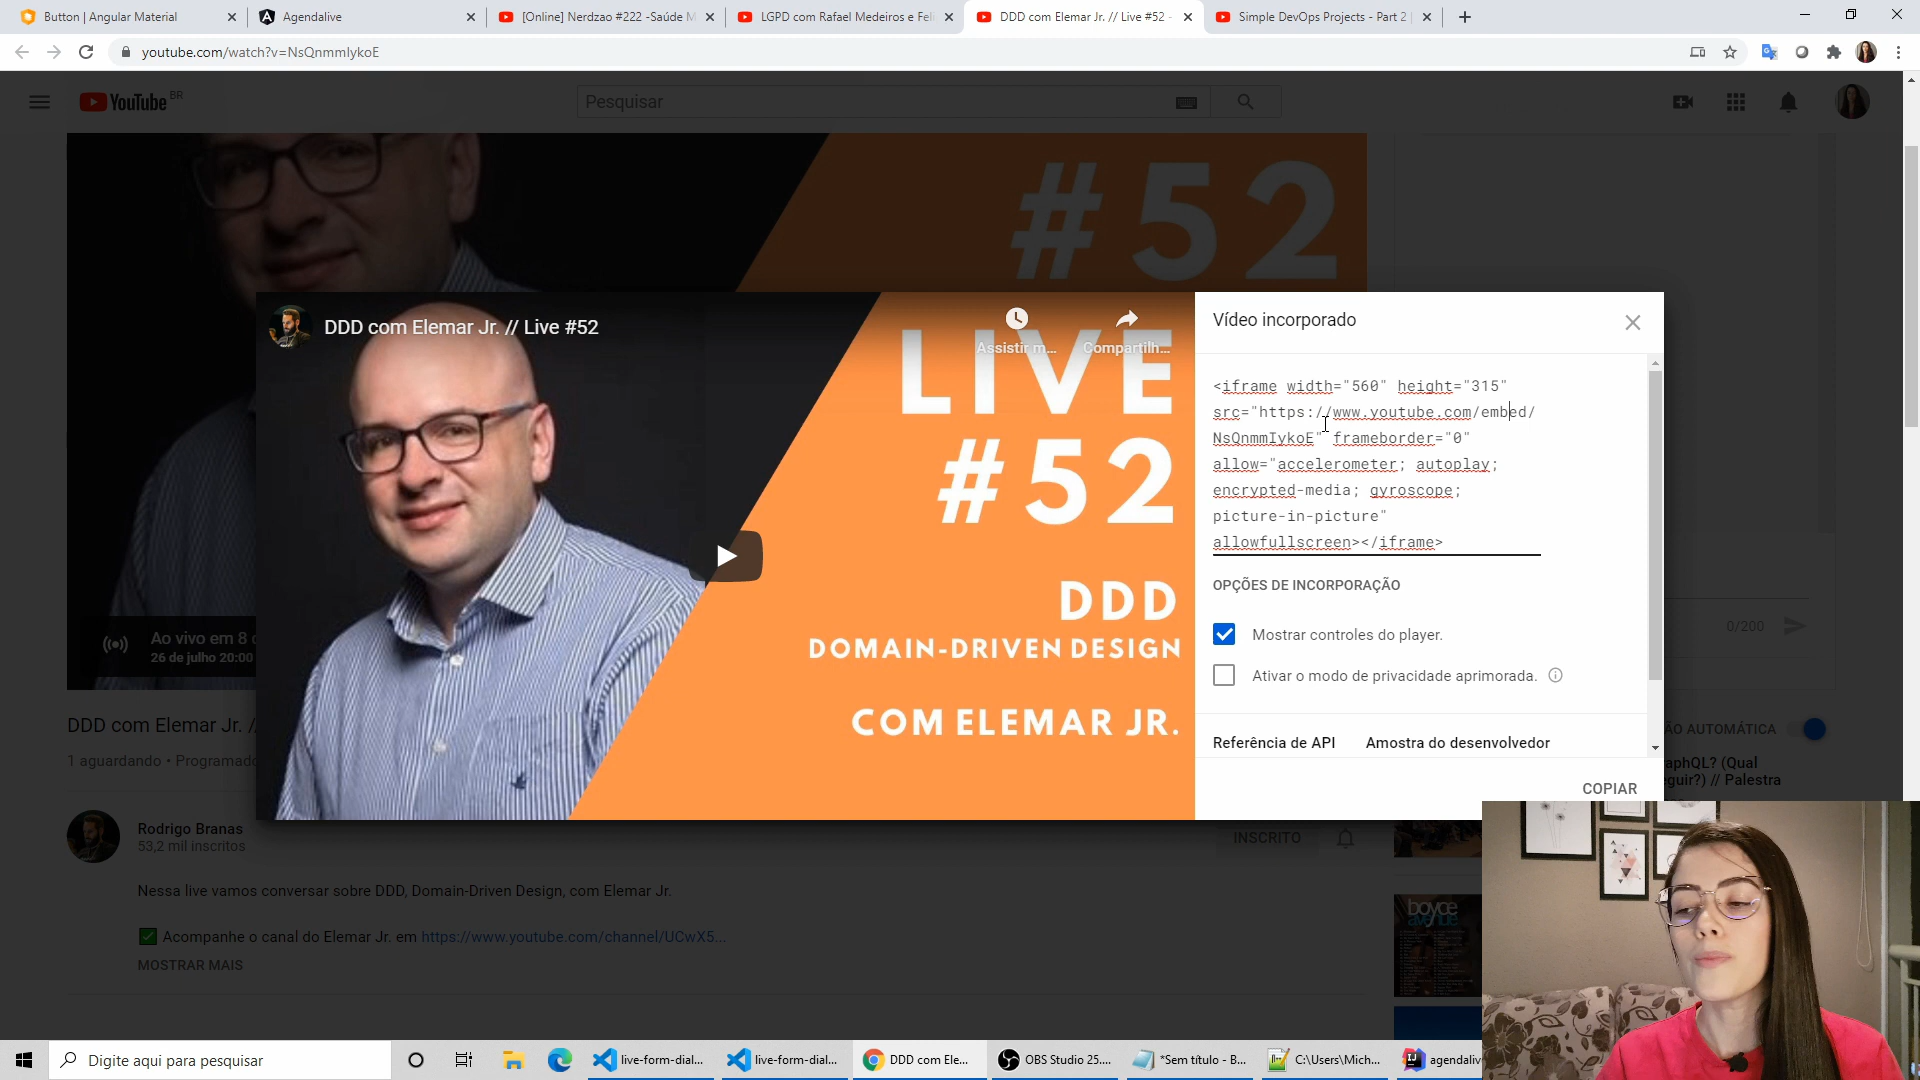 Button | Angular Material
Agendalive
[Online] Nerdzao #222 -Saúde M
LGPD com Rafael Medeiros e Feli
DDD com Elemar Jr. // Live #52 -
Simple DevOps Projects - Part 2 |
youtube.com/watch?v=NsQnmmIykoE
YouTube BR
Pesquisar
#52
DDD com Elemar Jr. // Live #52
Assistir m...
Compartilh...
LIVE
#52
DDD
DOMAIN-DRIVEN DESIGN
COM ELEMAR JR.
Vídeo incorporado
<iframe width="560" height="315"
src="https://www.youtube.com/embed/
NsQnmmIykoE" frameborder="0"
allow="accelerometer; autoplay;
encrypted-media; gyroscope;
picture-in-picture"
allowfullscreen></iframe>
OPÇÕES DE INCORPORAÇÃO
Mostrar controles do player.
Ativar o modo de privacidade aprimorada.
Referência de API
Amostra do desenvolvedor
COPIAR
Ao vivo em 8 d
26 de julho 20:00
0/200
DDD com Elemar Jr. /
1 aguardando • Programado
ÃO AUTOMÁTICA
aphQL? (Qual
eguir?) // Palestra
Rodrigo Branas
53,2 mil inscritos
INSCRITO
Nessa live vamos conversar sobre DDD, Domain-Driven Design, com Elemar Jr.
Acompanhe o canal do Elemar Jr. em https://www.youtube.com/channel/UCwX5...
MOSTRAR MAIS
boyce
avenue
Digite aqui para pesquisar
live-form-dial...
live-form-dial...
DDD com Ele...
OBS Studio 25....
*Sem título - B...
C:\Users\Mich...
agendaliv